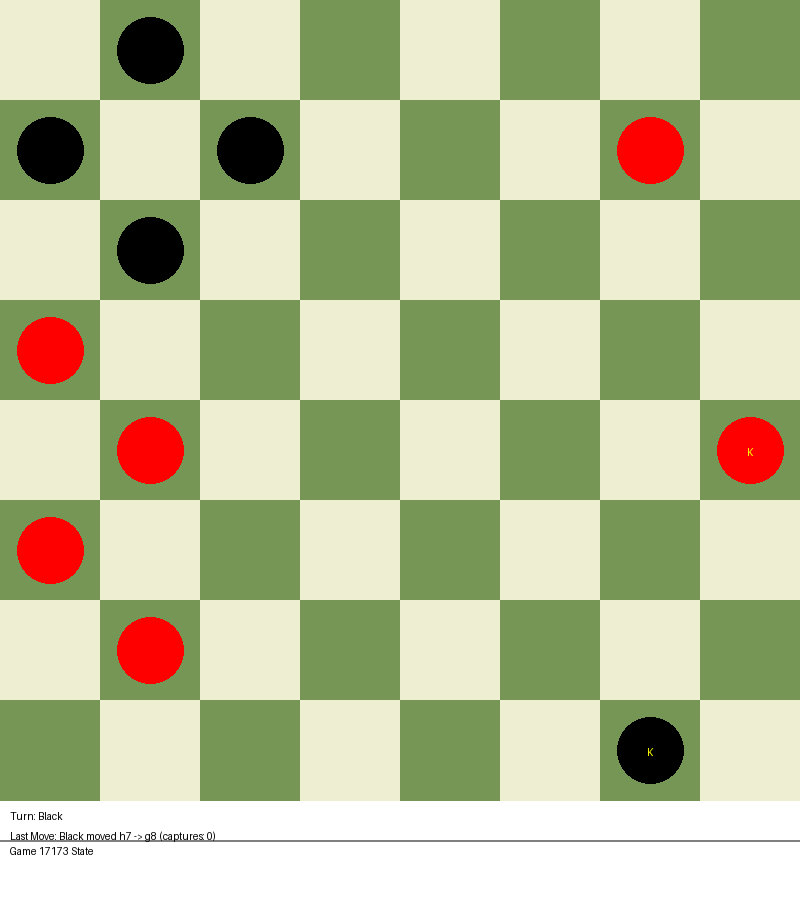 K
K
Turn: Black
Last Move: Black moved h7 -> g8 (captures: 0)
Game 17173 State